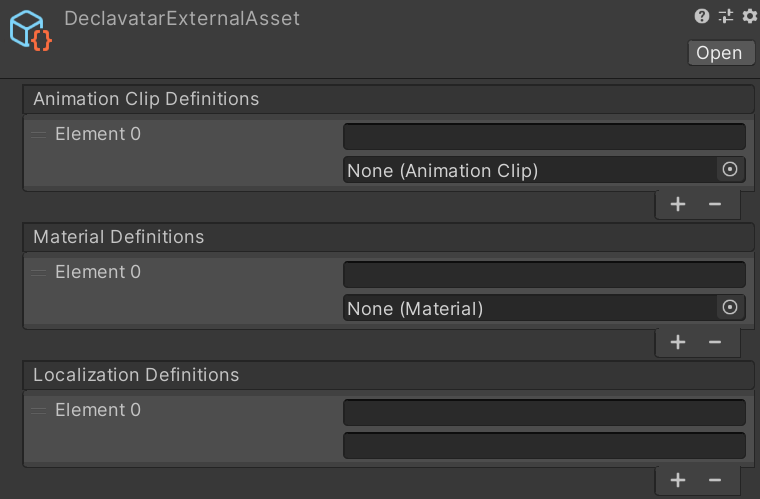 DeclavatarExternalAsset
Open
Animation Clip Definitions
Element 0
None (Animation Clip)
Material Definitions
Element 0
None (Material)
Localization Definitions
Element 0